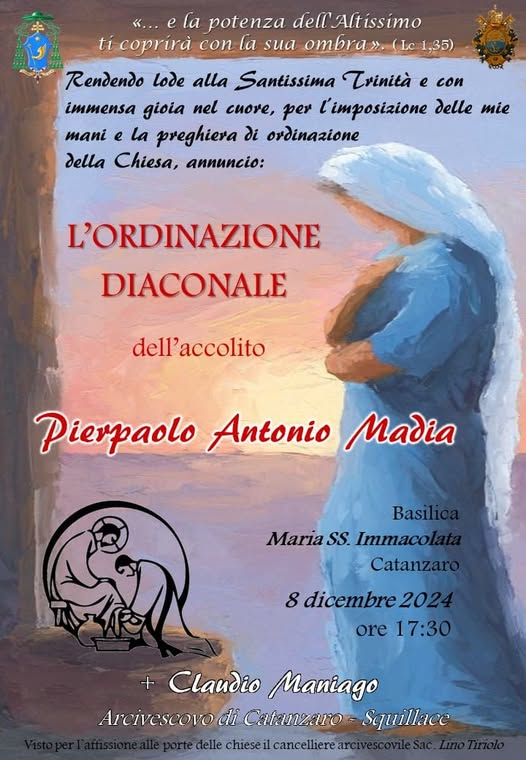 «... e la potenza dell'Altissimo
ti coprirà con la sua ombra». ( Lc 1,35)
Rendendo lode alla Santissima Trinità e con
immensa gioia nel cuore, per l'imposizione delle mie
mani e la preghiera di ordinazione
della Chiesa, annuncio:
L'ORDINAZIONE
DIACONALE
dell'accolito
Pierpaolo Antonio Madia
Basilica
Maria SS. Immacolata
Catanzaro
8 dicembre 2024
ore 17:30
+ Claudio Maniago
Arcivescovo di Catanzaro - Squillace
Visto per l'affissione alle porte delle chiese il cancelliere arcivescovile Sac. Lino Tiriolo